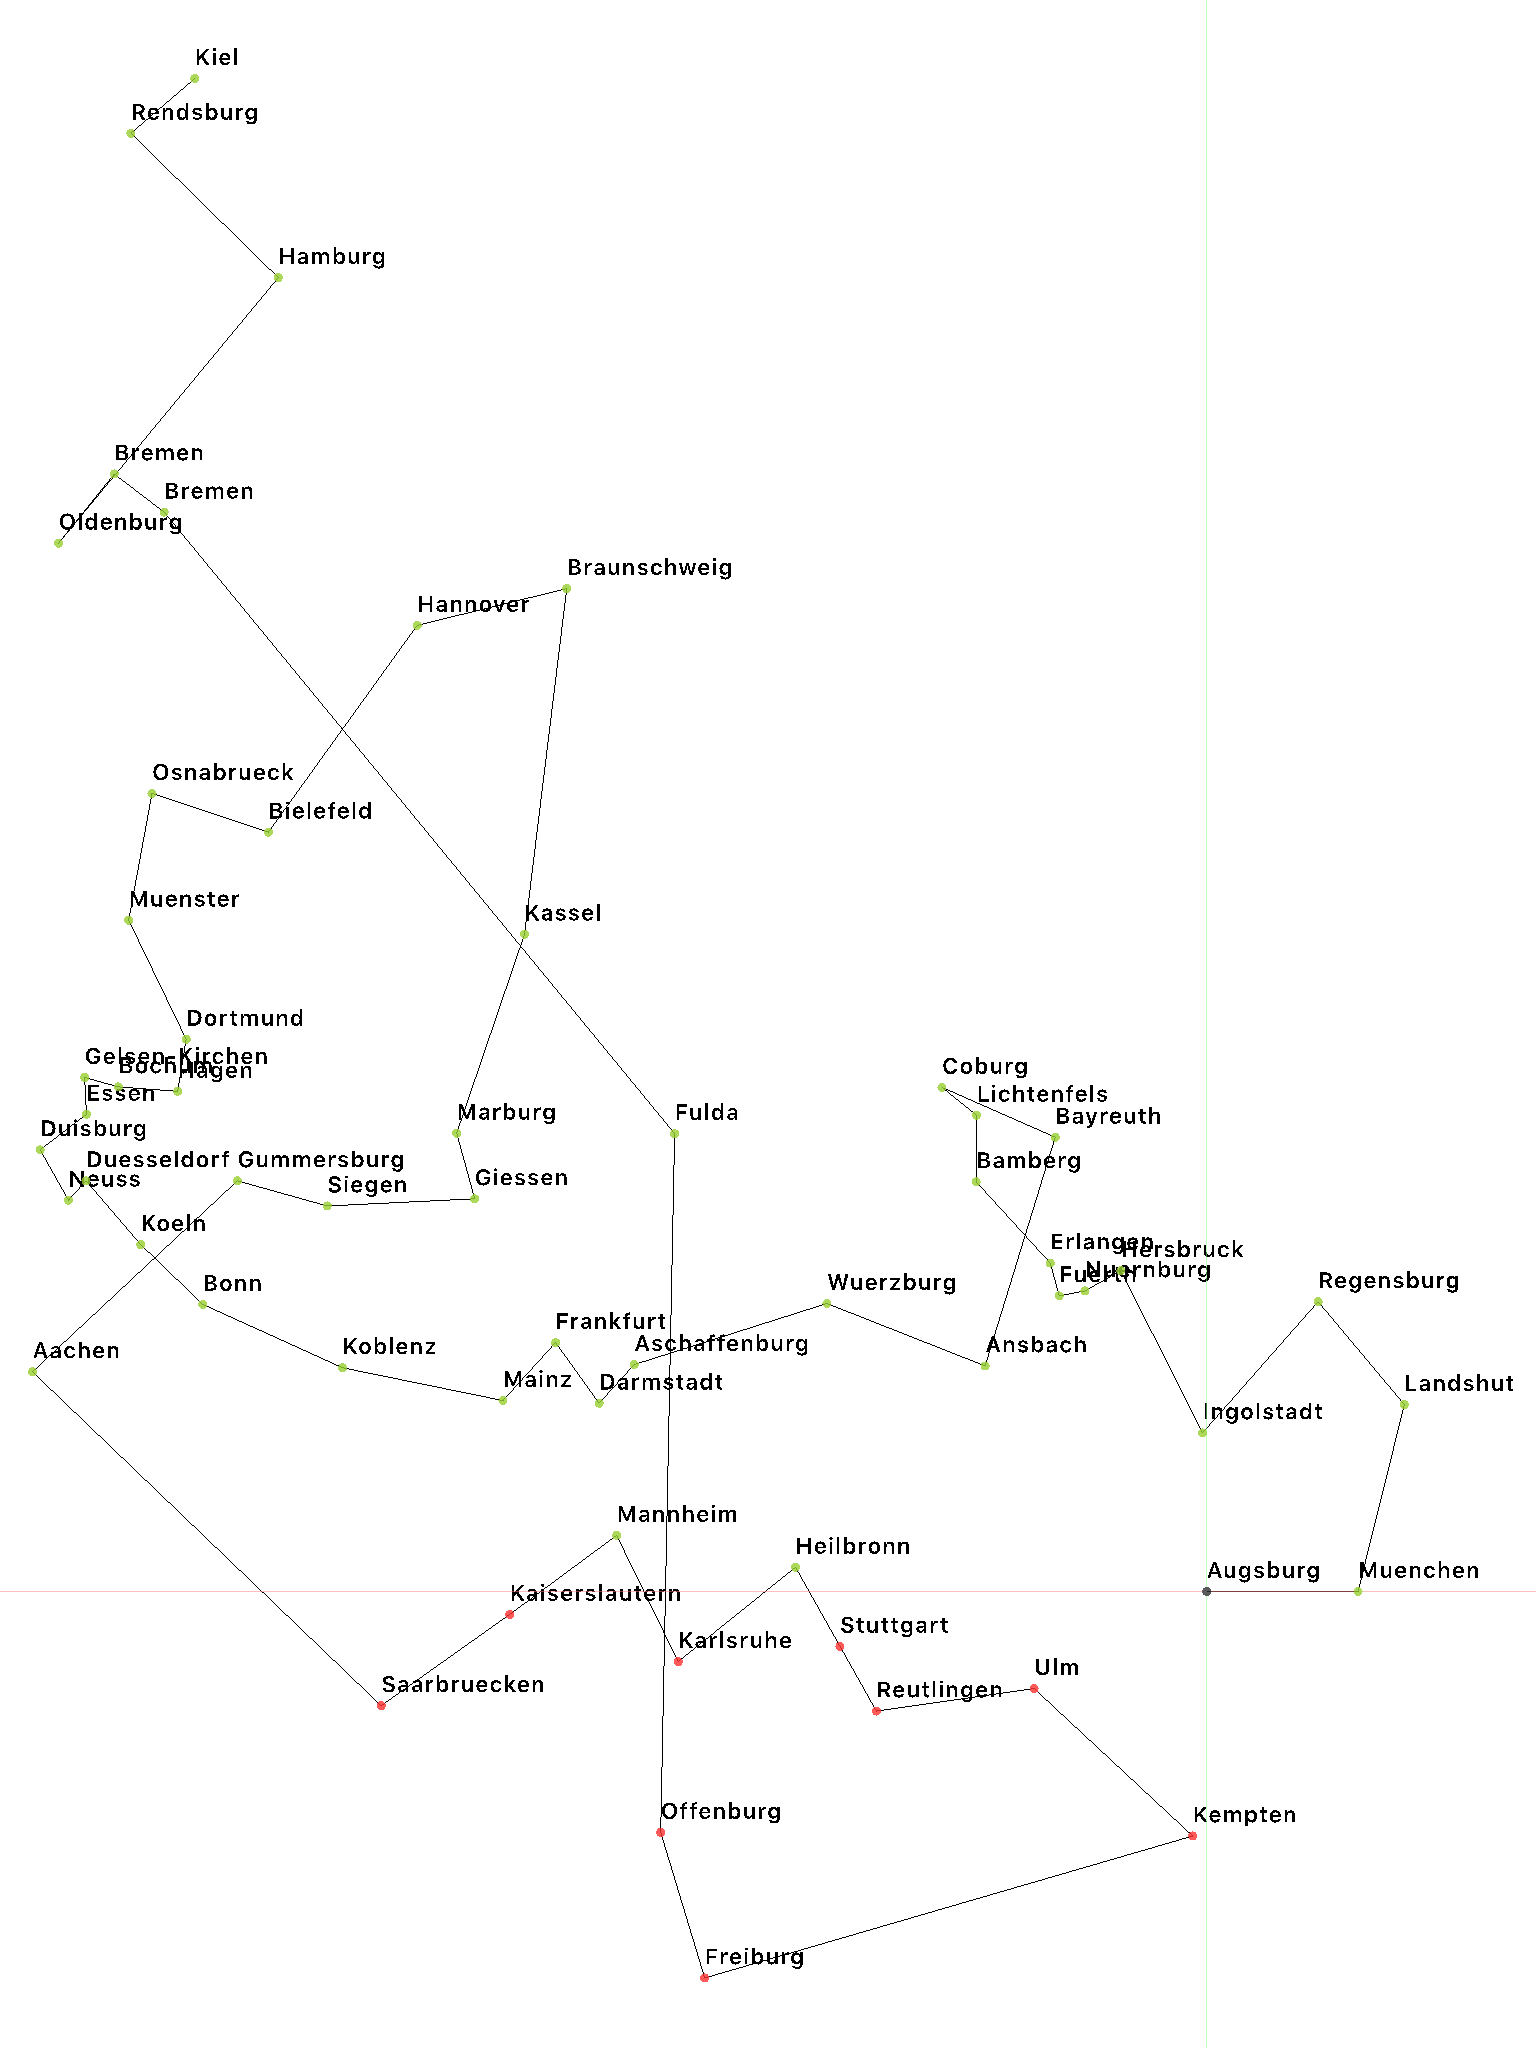 Kiel
Rendsburg
Hamburg
Bremen
Bremen
Oldenburg
Braunschweig
Hannover
Osnabrueck
Bielefeld
Muenster
Kassel
Dortmund
Gelsen-Kirchen
Bochum
Hagen
Essen
Coburg
Lichtenfels
Marburg
Fulda
Bayreuth
Duisburg
Duesseldorf
Gummersburg
Bamberg
Neuss
Siegen
Giessen
Koeln
Erlangen
Hersbruck
Fuerth
Nuernburg
Bonn
Wuerzburg
Regensburg
Frankfurt
Aschaffenburg
Ansbach
Koblenz
Aachen
Mainz
Darmstadt
Landshut
Ingolstadt
Mannheim
Heilbronn
Augsburg
Muenchen
Kaiserslautern
Stuttgart
Karlsruhe
Ulm
Saarbruecken
Reutlingen
Offenburg
Kempten
Freiburg